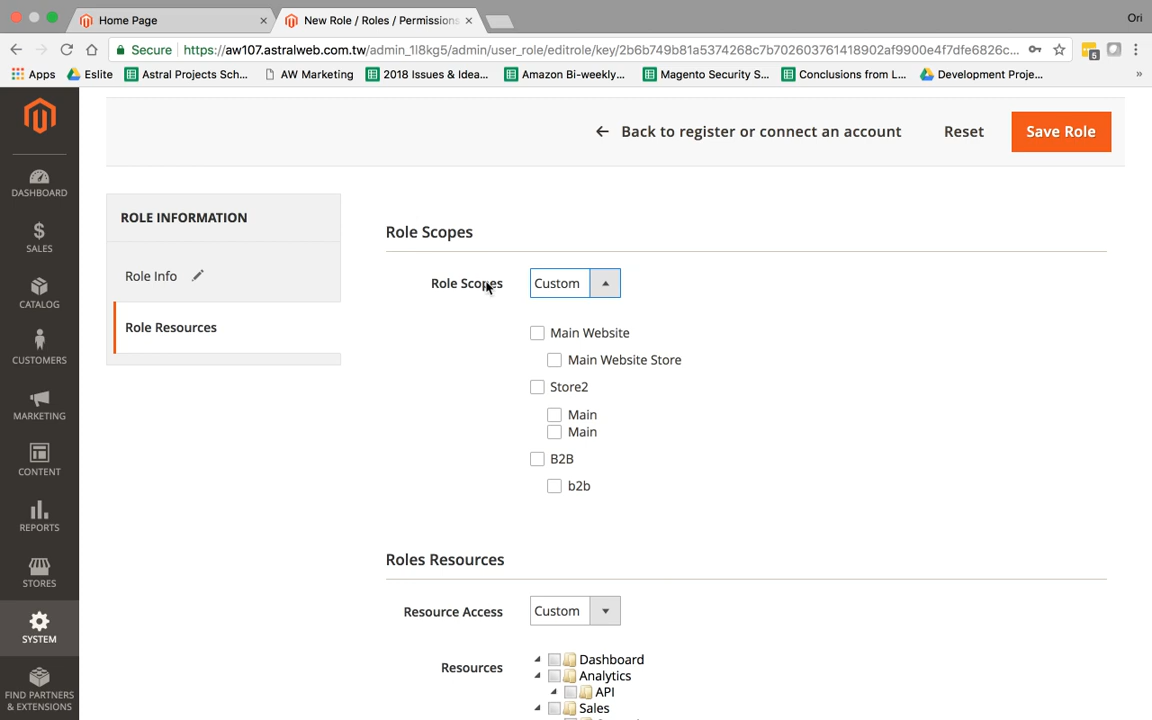 Home Page
New Role / Roles / Permissions
Ori
Secure https://aw107.astralweb.com.tw/admin_1l8kg5/admin/user_role/editrole/key/2b6b749b81a5374268c7b702603761418902af9900e4f7dfe6826c...
5
Apps Eslite Astral Projects Sch... AW Marketing 2018 Issues & Idea... Amazon Bi-weekly... Magento Security S... Conclusions from L... Development Proje... »
Back to register or connect an account
Reset
Save Role
DASHBOARD
SALES
CATALOG
CUSTOMERS
MARKETING
CONTENT
REPORTS
STORES
SYSTEM
FIND PARTNERS
& EXTENSIONS
ROLE INFORMATION
Role Info
Role Resources
Role Scopes
Role Scopes Custom
Main Website
Main Website Store
Store2
Main
Main
B2B
b2b
Roles Resources
Resource Access Custom
Resources
Dashboard
Analytics
API
Sales